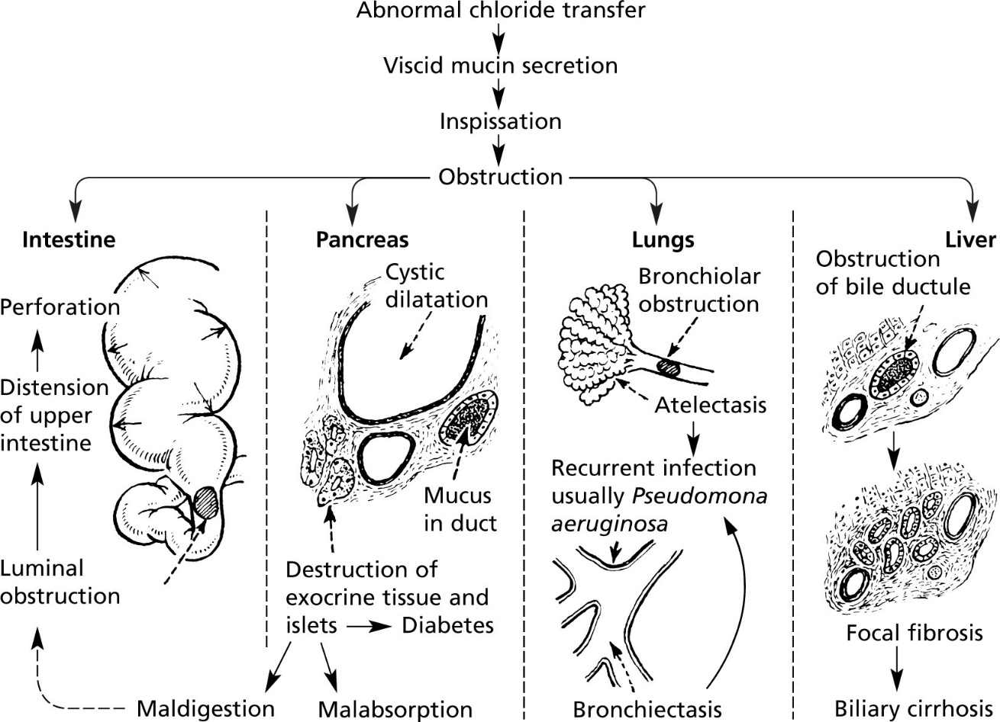 Abnormal chloride transfer
Viscid mucin secretion
Inspissation
Obstruction
Intestine
Perforation
Distension
of upper
intestine
Luminal
obstruction
Pancreas
Cystic
dilatation
Mucus
in duct
Destruction of
exocrine tissue and
islets
Diabetes
Maldigestion
Malabsorption
Lungs
Bronchiolar
obstruction
Atelectasis
Recurrent infection
usually Pseudomona
aeruginosa
Bronchiectasis
Liver
Obstruction
of bile ductule
Focal fibrosis
Biliary cirrhosis